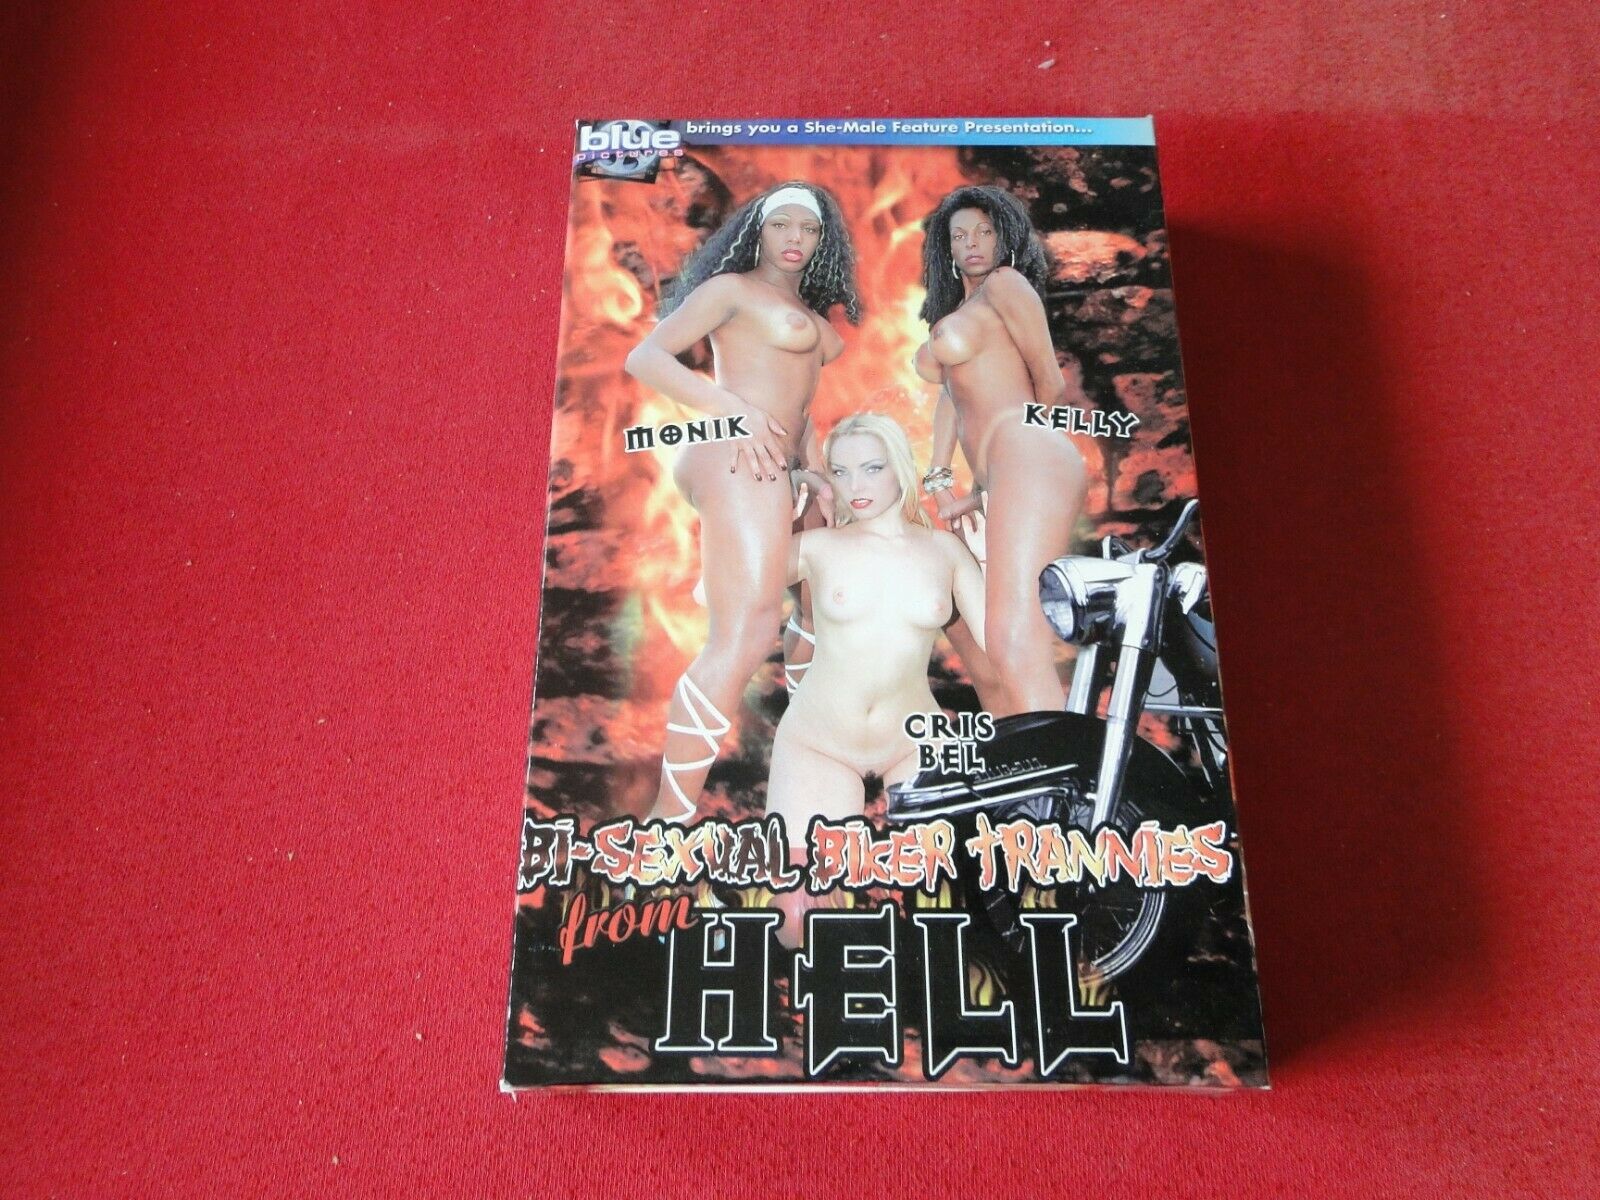 blue
pictures
brings you a She-Male Feature Presentation...
MONIK
KELLY
CRIS
BEL
BI-SEXUAL BIKER TRANNIES
from
HELL